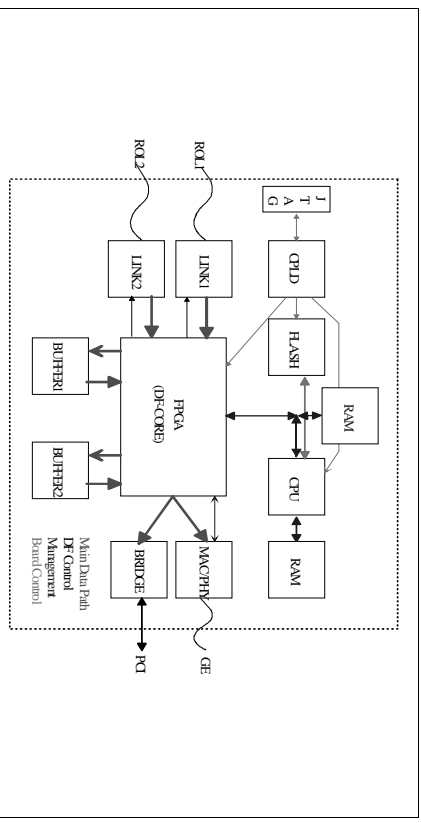 JTAG
CPLD
FLASH
RAM
CPU
RAM
ROL1
ROL2
LINK1
LINK2
FPGA
(DF-CORE)
MAC/PHY
BRIDGE
GE
PCI
BUFFER1
BUFFER2
Main Data Path
DF Control
Management
Board Control